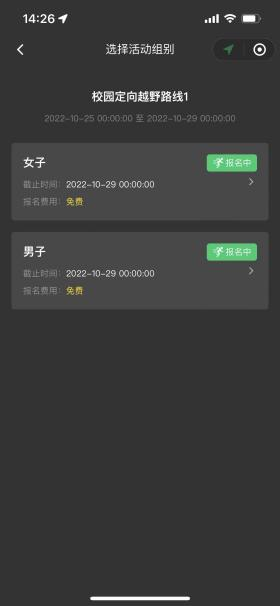 14:26
选择活动组别
校园定向越野路线1
2022-10-25 00:00:00 至 2022-10-29 00:00:00
女子
报名中
截止时间: 2022-10-29 00:00:00
报名费用: 免费
男子
报名中
截止时间: 2022-10-29 00:00:00
报名费用: 免费